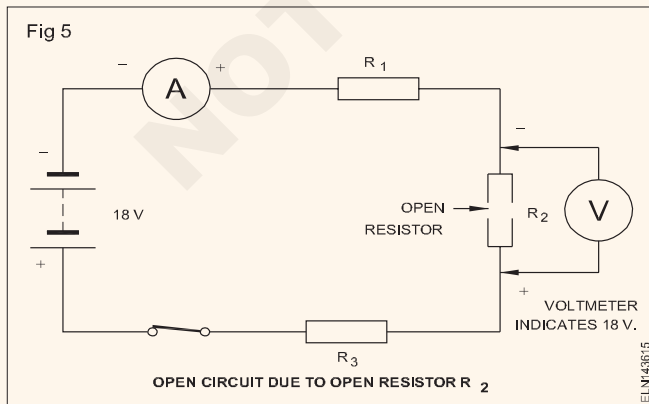 Fig 5
NOT
A
R 1
18 V
OPEN
RESISTOR
R 2
V
VOLTMETER
INDICATES 18 V.
R 3
OPEN CIRCUIT DUE TO OPEN RESISTOR R 2
ELN143615